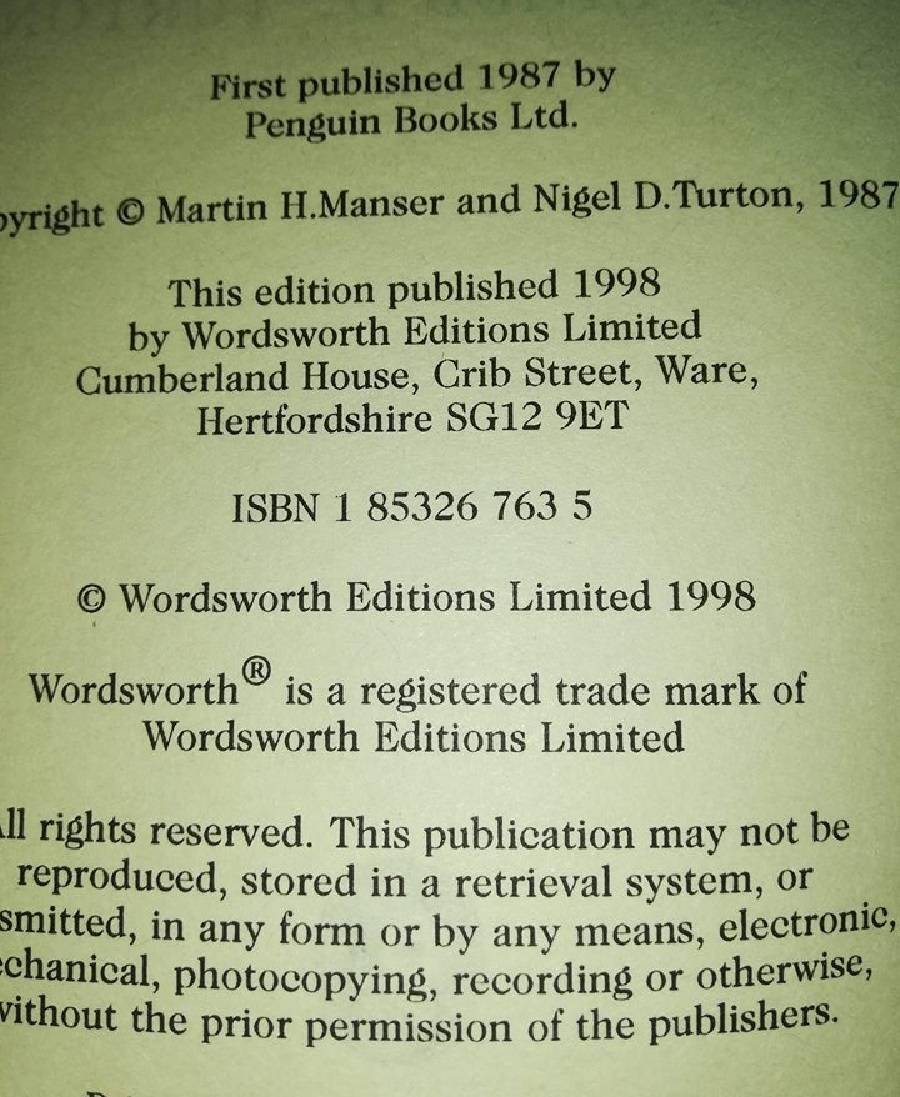 First published 1987 by
Penguin Books Ltd.
opyright © Martin H.Manser and Nigel D.Turton, 1987
This edition published 1998
by Wordsworth Editions Limited
Cumberland House, Crib Street, Ware,
Hertfordshire SG12 9ET
ISBN 1 85326 763 5
© Wordsworth Editions Limited 1998
Wordsworth® is a registered trade mark of
Wordsworth Editions Limited
All rights reserved. This publication may not be
reproduced, stored in a retrieval system, or
smitted, in any form or by any means, electronic,
echanical, photocopying, recording or otherwise,
without the prior permission of the publishers.